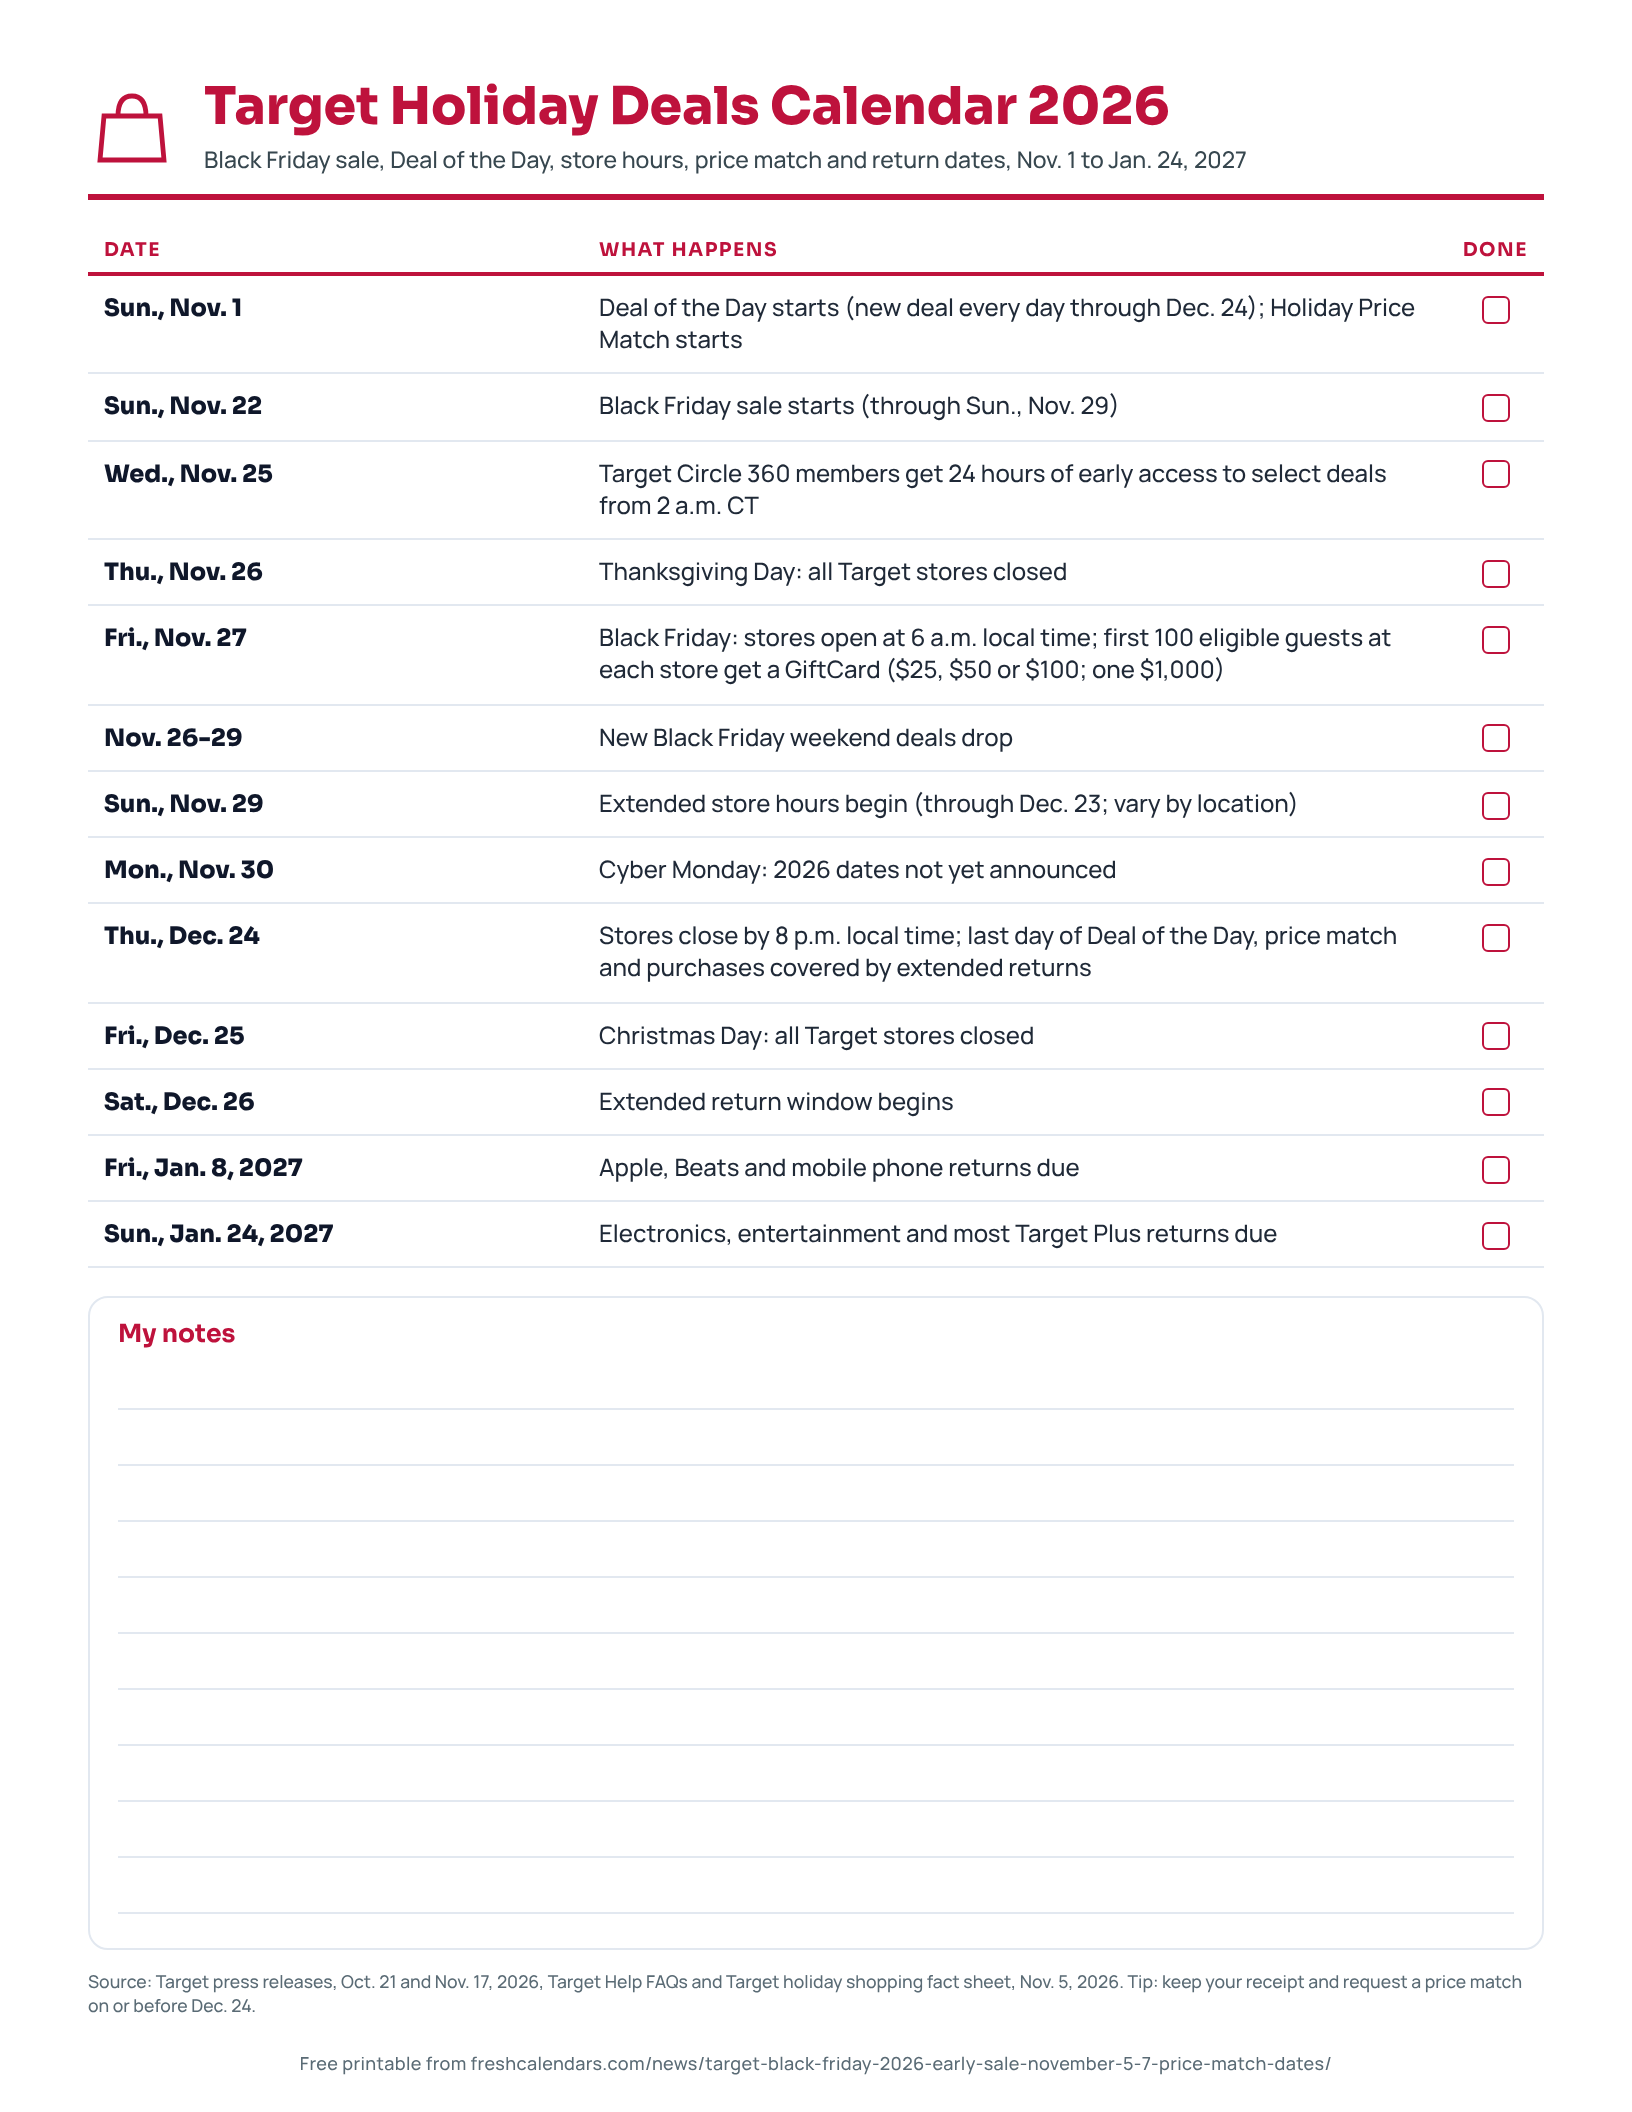 Target Holiday Deals Calendar 2026
Black Friday sale, Deal of the Day, store hours, price match and return dates, Nov. 1 to Jan. 24, 2027
DATE WHAT HAPPENS DONE
Sun., Nov. 1 Deal of the Day starts (new deal every day through Dec. 24); Holiday Price
Match starts
Sun., Nov. 22 Black Friday sale starts (through Sun., Nov. 29)
Wed., Nov. 25 Target Circle 360 members get 24 hours of early access to select deals
from 2 a.m. CT
Thu., Nov. 26 Thanksgiving Day: all Target stores closed
Fri., Nov. 27 Black Friday: stores open at 6 a.m. local time; first 100 eligible guests at
each store get a GiftCard ($25, $50 or $100; one $1,000)
Nov. 26–29 New Black Friday weekend deals drop
Sun., Nov. 29 Extended store hours begin (through Dec. 23; vary by location)
Mon., Nov. 30 Cyber Monday: 2026 dates not yet announced
Thu., Dec. 24 Stores close by 8 p.m. local time; last day of Deal of the Day, price match
and purchases covered by extended returns
Fri., Dec. 25 Christmas Day: all Target stores closed
Sat., Dec. 26 Extended return window begins
Fri., Jan. 8, 2027 Apple, Beats and mobile phone returns due
Sun., Jan. 24, 2027 Electronics, entertainment and most Target Plus returns due
My notes
Source: Target press releases, Oct. 21 and Nov. 17, 2026, Target Help FAQs and Target holiday shopping fact sheet, Nov. 5, 2026. Tip: keep your receipt and request a price match
on or before Dec. 24.
Free printable from freshcalendars.com/news/target-black-friday-2026-early-sale-november-5-7-price-match-dates/